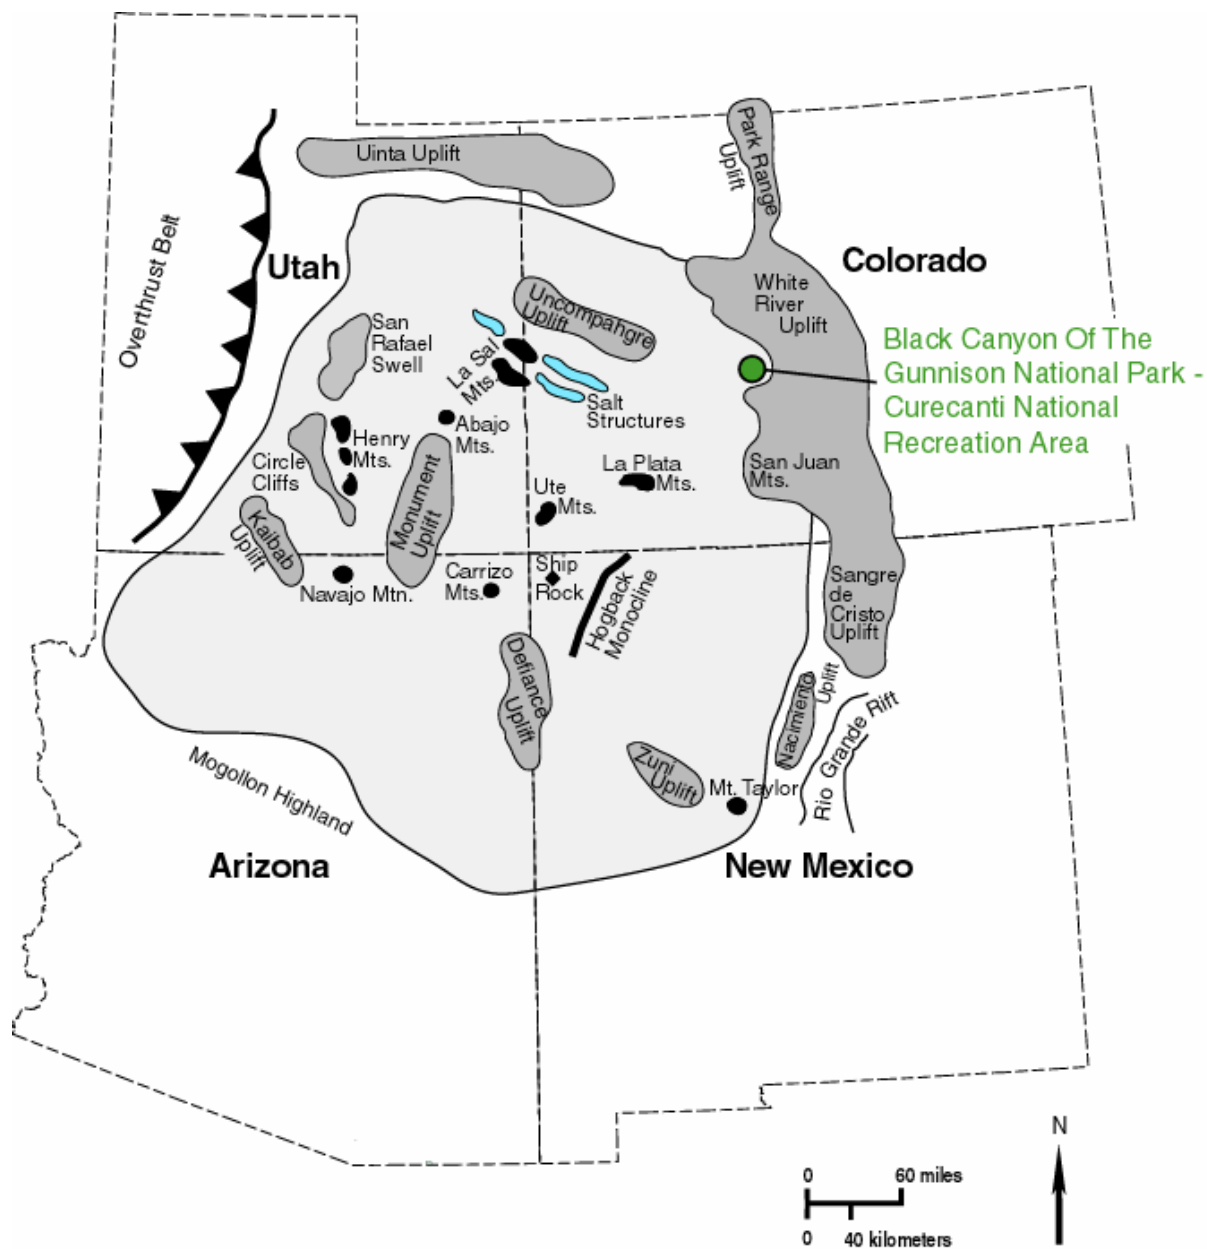 Park Range
Uplift
Uinta Uplift
Overthrust Belt
Utah
Colorado
White
River
Uplift
Uncompahgre
Uplift
San
Rafael
Swell
La Sal
Mts.
Black Canyon Of The
Gunnison National Park -
Curecanti National
Recreation Area
Salt
Structures
Abajo
Mts.
Henry
Mts.
Circle
Cliffs
Monument
Uplift
La Plata
Mts.
San Juan
Mts.
Ute
Mts.
Kaibab
Uplift
Navajo Mtn.
Carrizo
Mts.
Ship
Rock
Hogback
Monocline
Sangre
de
Cristo
Uplift
Defiance
Uplift
Nacimiento
Uplift
Rio Grande Rift
Zuni
Uplift
Mt. Taylor
Mogollon Highland
Arizona
New Mexico
N
0 60 miles
0 40 kilometers